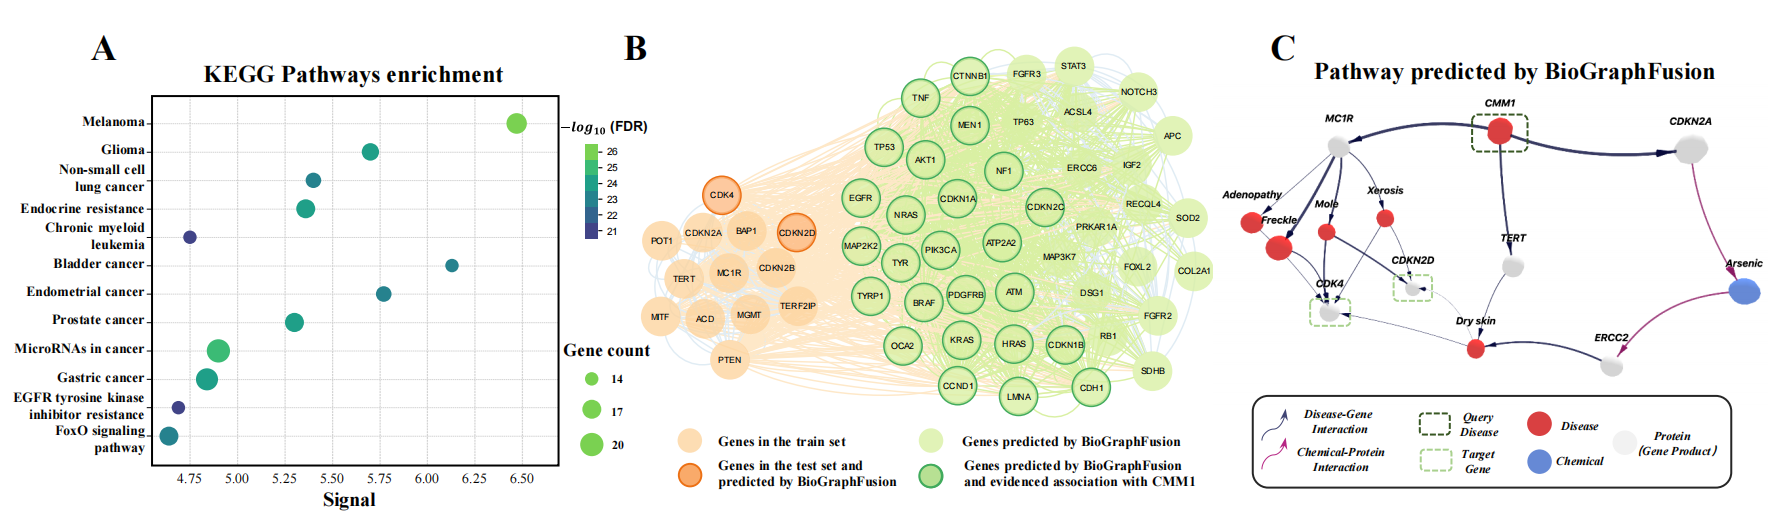 A
KEGG Pathways enrichment
Melanoma
Glioma
Non-small cell
lung cancer
Endocrine resistance
Chronic myeloid
leukemia
Bladder cancer
Endometrial cancer
Prostate cancer
MicroRNAs in cancer
Gastric cancer
EGFR tyrosine kinase
inhibitor resistance
FoxO signaling
pathway
4.75 5.00 5.25 5.50 5.75 6.00 6.25 6.50
Signal
−log10 (FDR)
26
25
24
23
22
21
Gene count
14
17
20
B
CTNNB1
FGFR3
STAT3
TNF
NOTCH3
MEN1
TP63
ACSL4
APC
TP53
AKT1
NF1
ERCC6
IGF2
CDK4
EGFR
NRAS
CDKN1A
CDKN2C
RECQL4
SOD2
POT1
CDKN2A
BAP1
CDKN2D
MAP2K2
PIK3CA
ATP2A2
PRKAR1A
TERT
MC1R
CDKN2B
TYR
MAP3K7
FOXL2
COL2A1
MITF
ACD
MGMT
TERF2IP
TYRP1
BRAF
PDGFRB
ATM
DSG1
FGFR2
PTEN
OCA2
KRAS
HRAS
CDKN1B
RB1
SDHB
CCND1
LMNA
CDH1
Genes in the train set
Genes in the test set and
predicted by BioGraphFusion
Genes predicted by BioGraphFusion
Genes predicted by BioGraphFusion
and evidenced association with CMM1
C
Pathway predicted by BioGraphFusion
CMM1
MC1R
CDKN2A
Adenopathy
Xerosis
Mole
Freckle
TERT
CDKN2D
Arsenic
CDK4
Dry skin
ERCC2
Disease-Gene
Interaction
Chemical-Protein
Interaction
Query
Disease
Target
Gene
Disease
Chemical
Protein
(Gene Product)